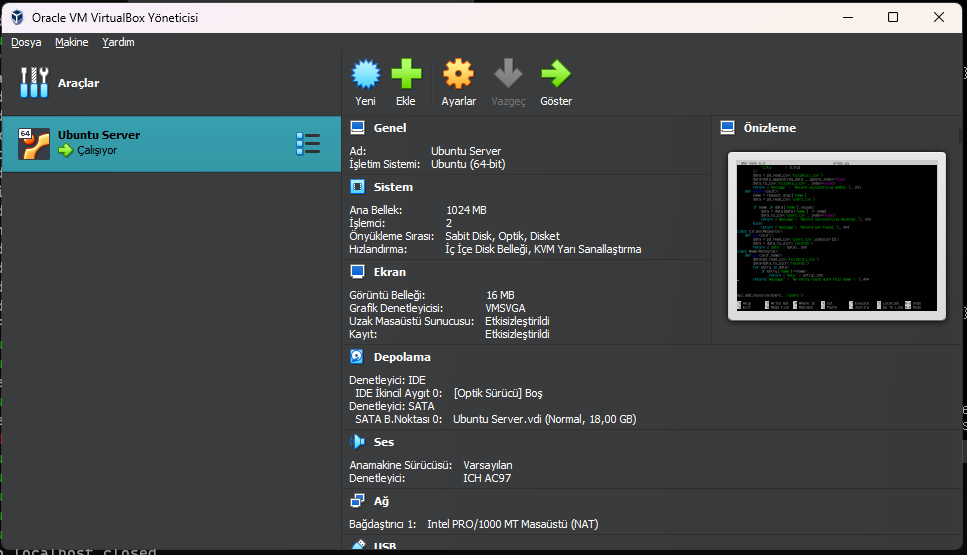 Oracle VM VirtualBox Yöneticisi
Dosya Makine Yardım
Araçlar
Yeni Ekle Ayarlar Vazgeç Göster
64
Ubuntu Server
Çalışıyor
Genel
Ad: Ubuntu Server
İşletim Sistemi: Ubuntu (64-bit)
Sistem
Ana Bellek: 1024 MB
İşlemci: 2
Önyükleme Sırası: Sabit Disk, Optik, Disket
Hızlandırma: İç İçe Disk Belleği, KVM Yarı Sanallaştırma
Ekran
Görüntü Belleği: 16 MB
Grafik Denetleyicisi: VMSVGA
Uzak Masaüstü Sunucusu: Etkisizleştirildi
Kayıt: Etkisizleştirildi
Depolama
Denetleyici: IDE
IDE İkincil Aygıt 0: [Optik Sürücü] Boş
Denetleyici: SATA
SATA B.Noktası 0: Ubuntu Server.vdi (Normal, 18,00 GB)
Ses
Anamakine Sürücüsü: Varsayılan
Denetleyici: ICH AC97
Ağ
Bağdaştırıcı 1: Intel PRO/1000 MT Masaüstü (NAT)
USB
Önizleme
localhost closed